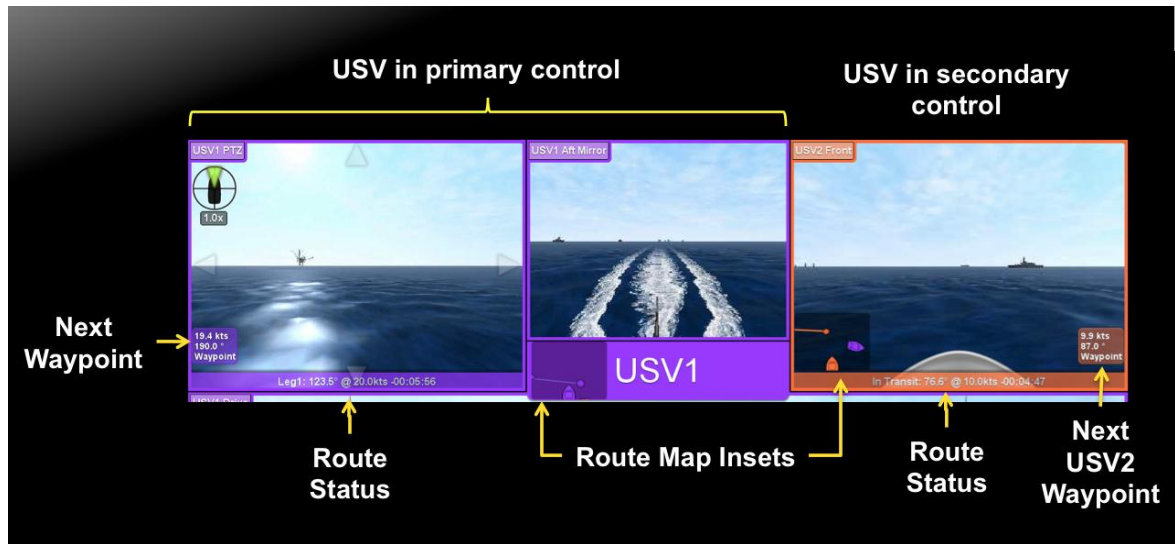 USV in primary control
USV in secondary
control
USV1 PTZ
USV1 Aft Mirror
USV2 Front
1.0x
Next
Waypoint
19.4 kts
190.0 °
Waypoint
9.9 kts
87.0 °
Waypoint
Leg1: 123.5° @ 20.0kts -00:05:56
USV1
In Transit: 76.6° @ 10.0kts -00:04:47
USV1 Drive
Route
Status
Route Map Insets
Route
Status
Next
USV2
Waypoint